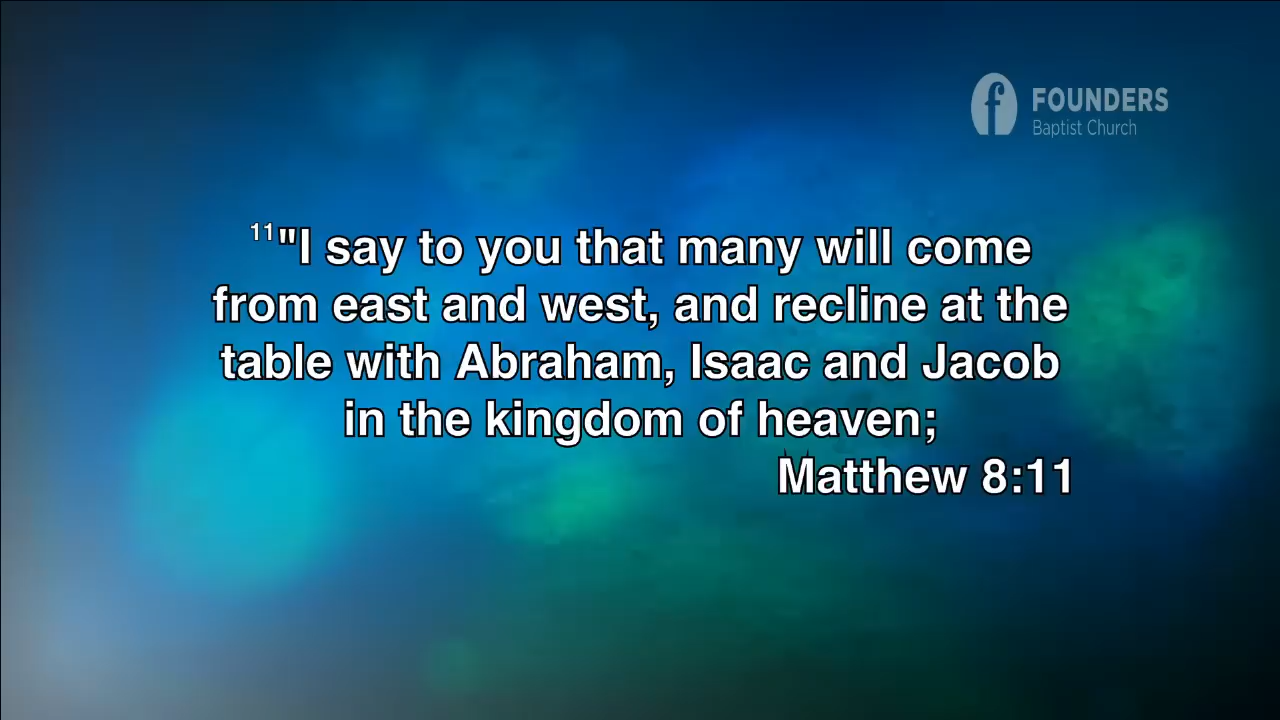 FOUNDERS
Baptist Church
11"I say to you that many will come
from east and west, and recline at the
table with Abraham, Isaac and Jacob
in the kingdom of heaven;
Matthew 8:11